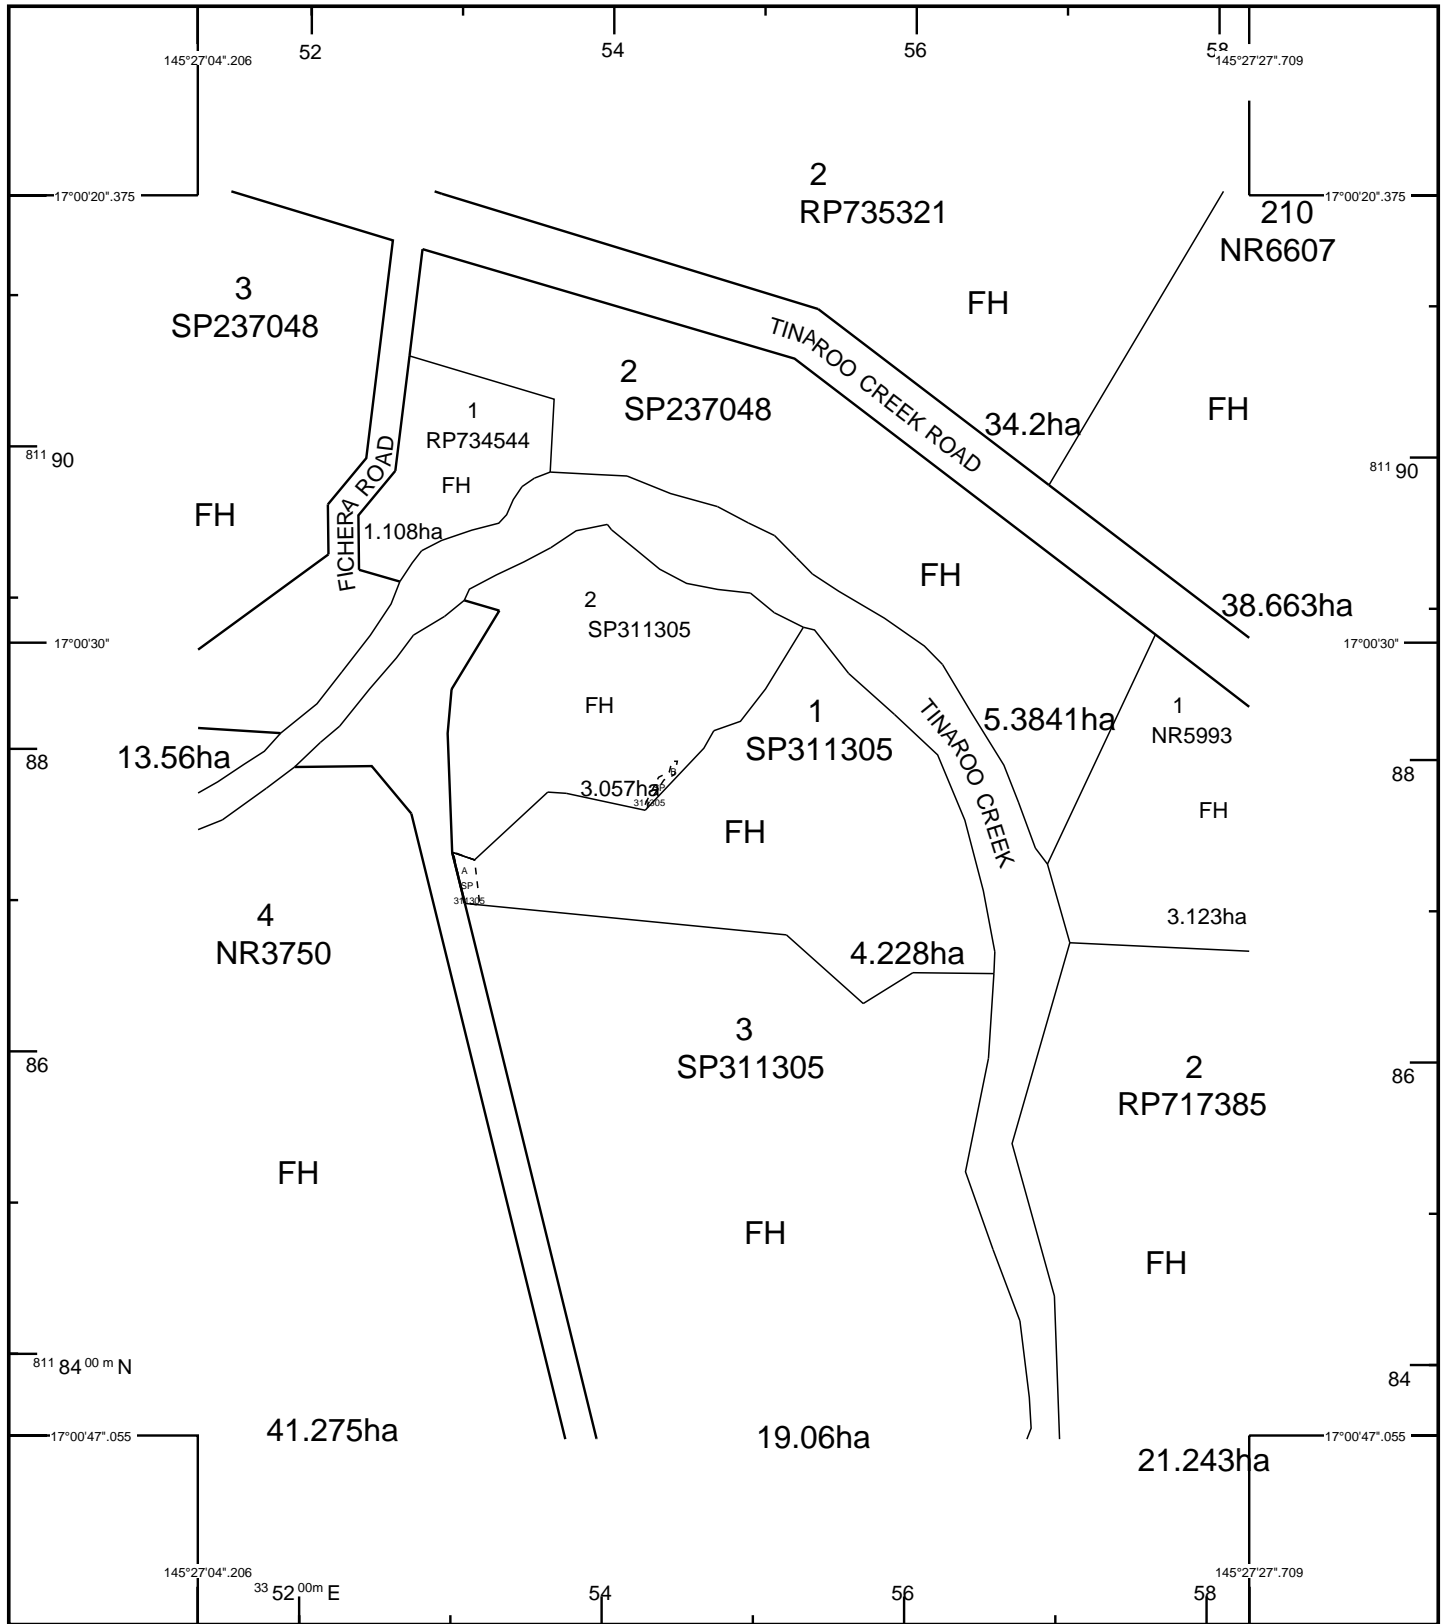 52
54
56
58
145°27'04".206
145°27'27".709
17°00'20".375
17°00'20".375
2
RP735321
210
NR6607
FH
3
SP237048
TINAROO CREEK ROAD
2
SP237048
34.2ha
FH
1
RP734544
FH
1.108ha
FICHERA ROAD
811 90
811 90
FH
FH
38.663ha
2
SP311305
17°00'30"
17°00'30"
FH
1
SP311305
TINAROO CREEK
5.3841ha
1
NR5993
13.56ha
88
88
3.057ha
B
SP
311305
FH
FH
A
SP
311305
4
NR3750
4.228ha
3.123ha
3
SP311305
86
86
2
RP717385
FH
FH
FH
811 84 00 m N
84
41.275ha
19.06ha
21.243ha
17°00'47".055
17°00'47".055
145°27'04".206
145°27'27".709
33 52 00m E
54
56
58